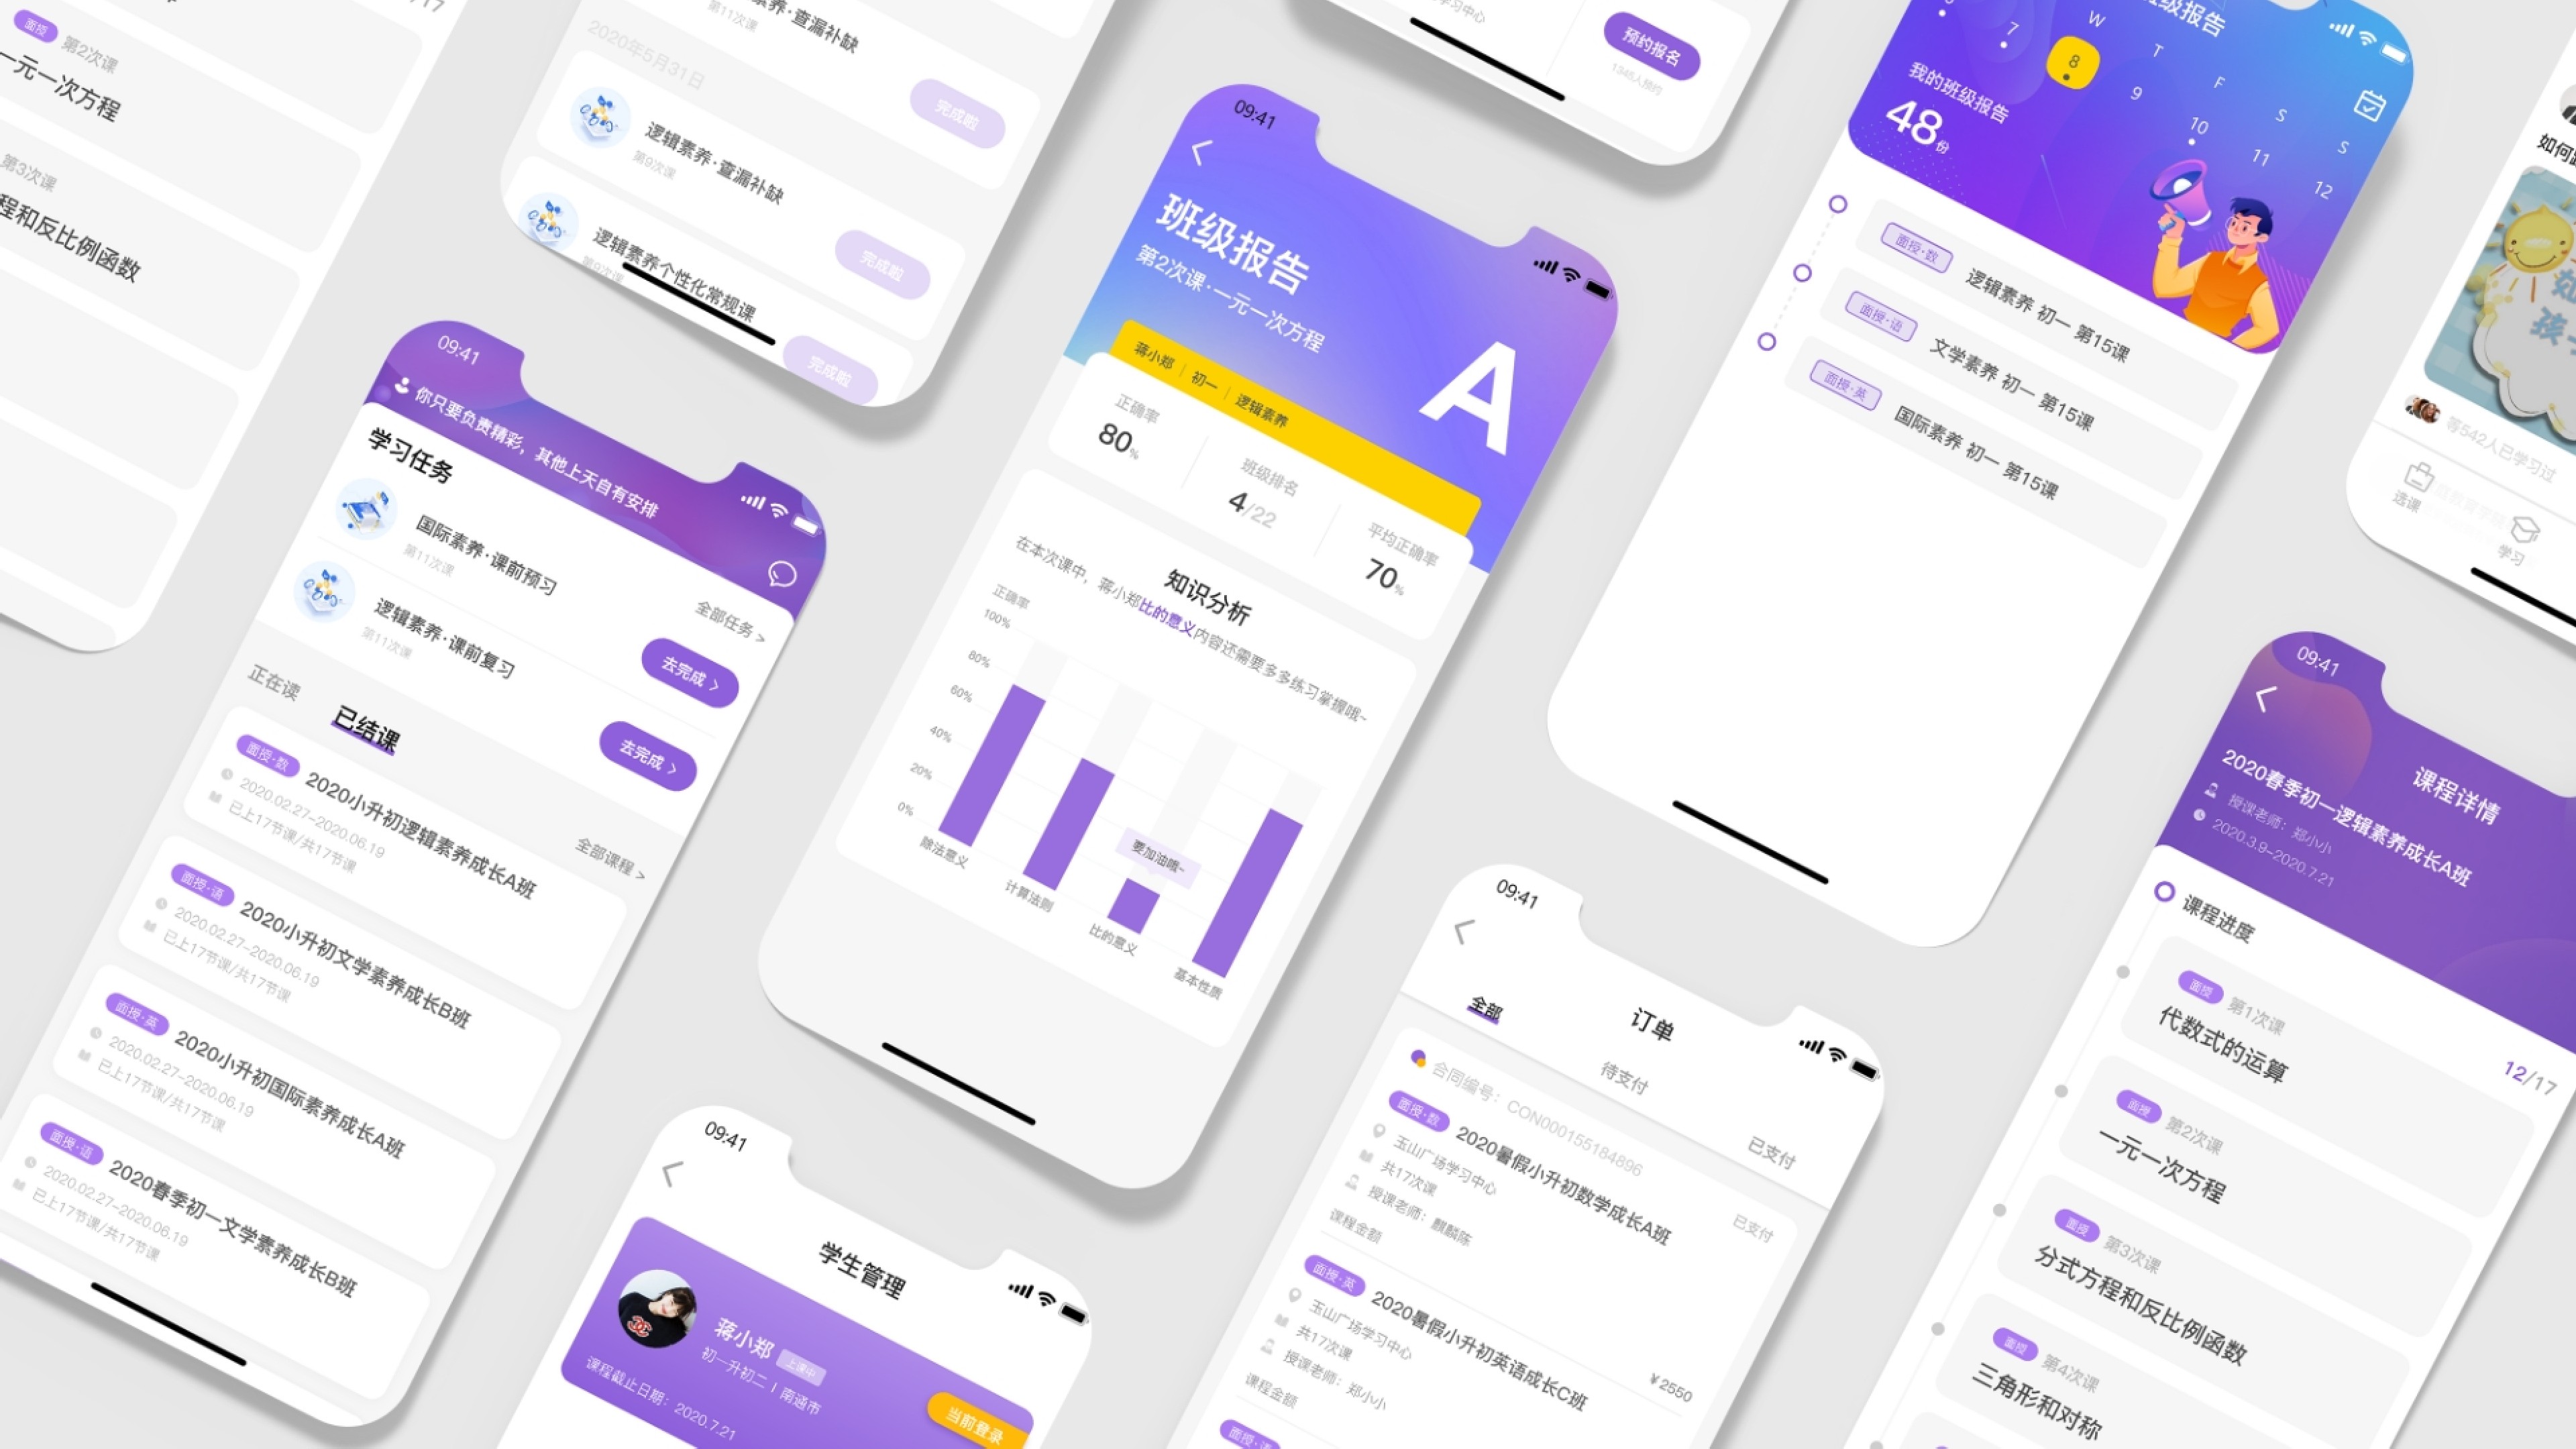 面授 第2次课
一元一次方程
第3次课
程和反比例函数
查漏补缺
第11次课
完成啦
2020年5月31日
逻辑素养·查漏补缺
第9次课
完成啦
逻辑素养个性化常规课
第9次课
完成啦
09:41
你只要负责精彩，其他上天自有安排
学习任务
全部任务 >
国际素养·课前预习
第11次课
去完成 >
逻辑素养·课前复习
第11次课
去完成 >
正在读
已结课
全部课程 >
面授·数 2020小升初逻辑素养成长A班
2020.02.27-2020.06.19
已上17节课/共17节课
面授·语 2020小升初文学素养成长B班
2020.02.27-2020.06.19
已上17节课/共17节课
面授·英 2020小升初国际素养成长A班
2020.02.27-2020.06.19
已上17节课/共17节课
面授·语 2020春季初一文学素养成长B班
2020.02.27-2020.06.19
已上17节课/共17节课
09:41
班级报告
第2次课·一元一次方程
A
蒋小郑 | 初一 | 逻辑素养
正确率
80%
班级排名
4/22
平均正确率
70%
知识分析
在本次课中，蒋小郑比的意义内容还需要多多练习掌握哦~
正确率
100%
80%
60%
40%
20%
0%
要加油哦~
除法意义
计算法则
比的意义
基本性质
09:41
学生管理
蒋小郑 上课中
初一升初二 | 南通市
课程截止日期：2020.7.21
当前登录
学习中心
预约报名
1345人预约
班级报告
W T F S S
7 8 9 10 11 12
我的班级报告
48份
面授·数 逻辑素养 初一 第15课
面授·语 文学素养 初一 第15课
面授·英 国际素养 初一 第15课
09:41
订单
全部
待支付
已支付
合同编号：CON00015518 4896
已支付
面授·数 2020暑假小升初数学成长A班
玉山广场学习中心
共17次课
授课老师：麒麟陈
课程金额
¥2550
面授·英 2020暑假小升初英语成长C班
玉山广场学习中心
共17次课
授课老师：郑小小
课程金额
面授·语
如何
等542人已学习过
选课
学习
09:41
课程详情
2020春季初一逻辑素养成长A班
授课老师：郑小小
2020.3.9-2020.7.21
课程进度
12/17
面授 第1次课
代数式的运算
面授 第2次课
一元一次方程
面授 第3次课
分式方程和反比例函数
面授 第4次课
三角形和对称